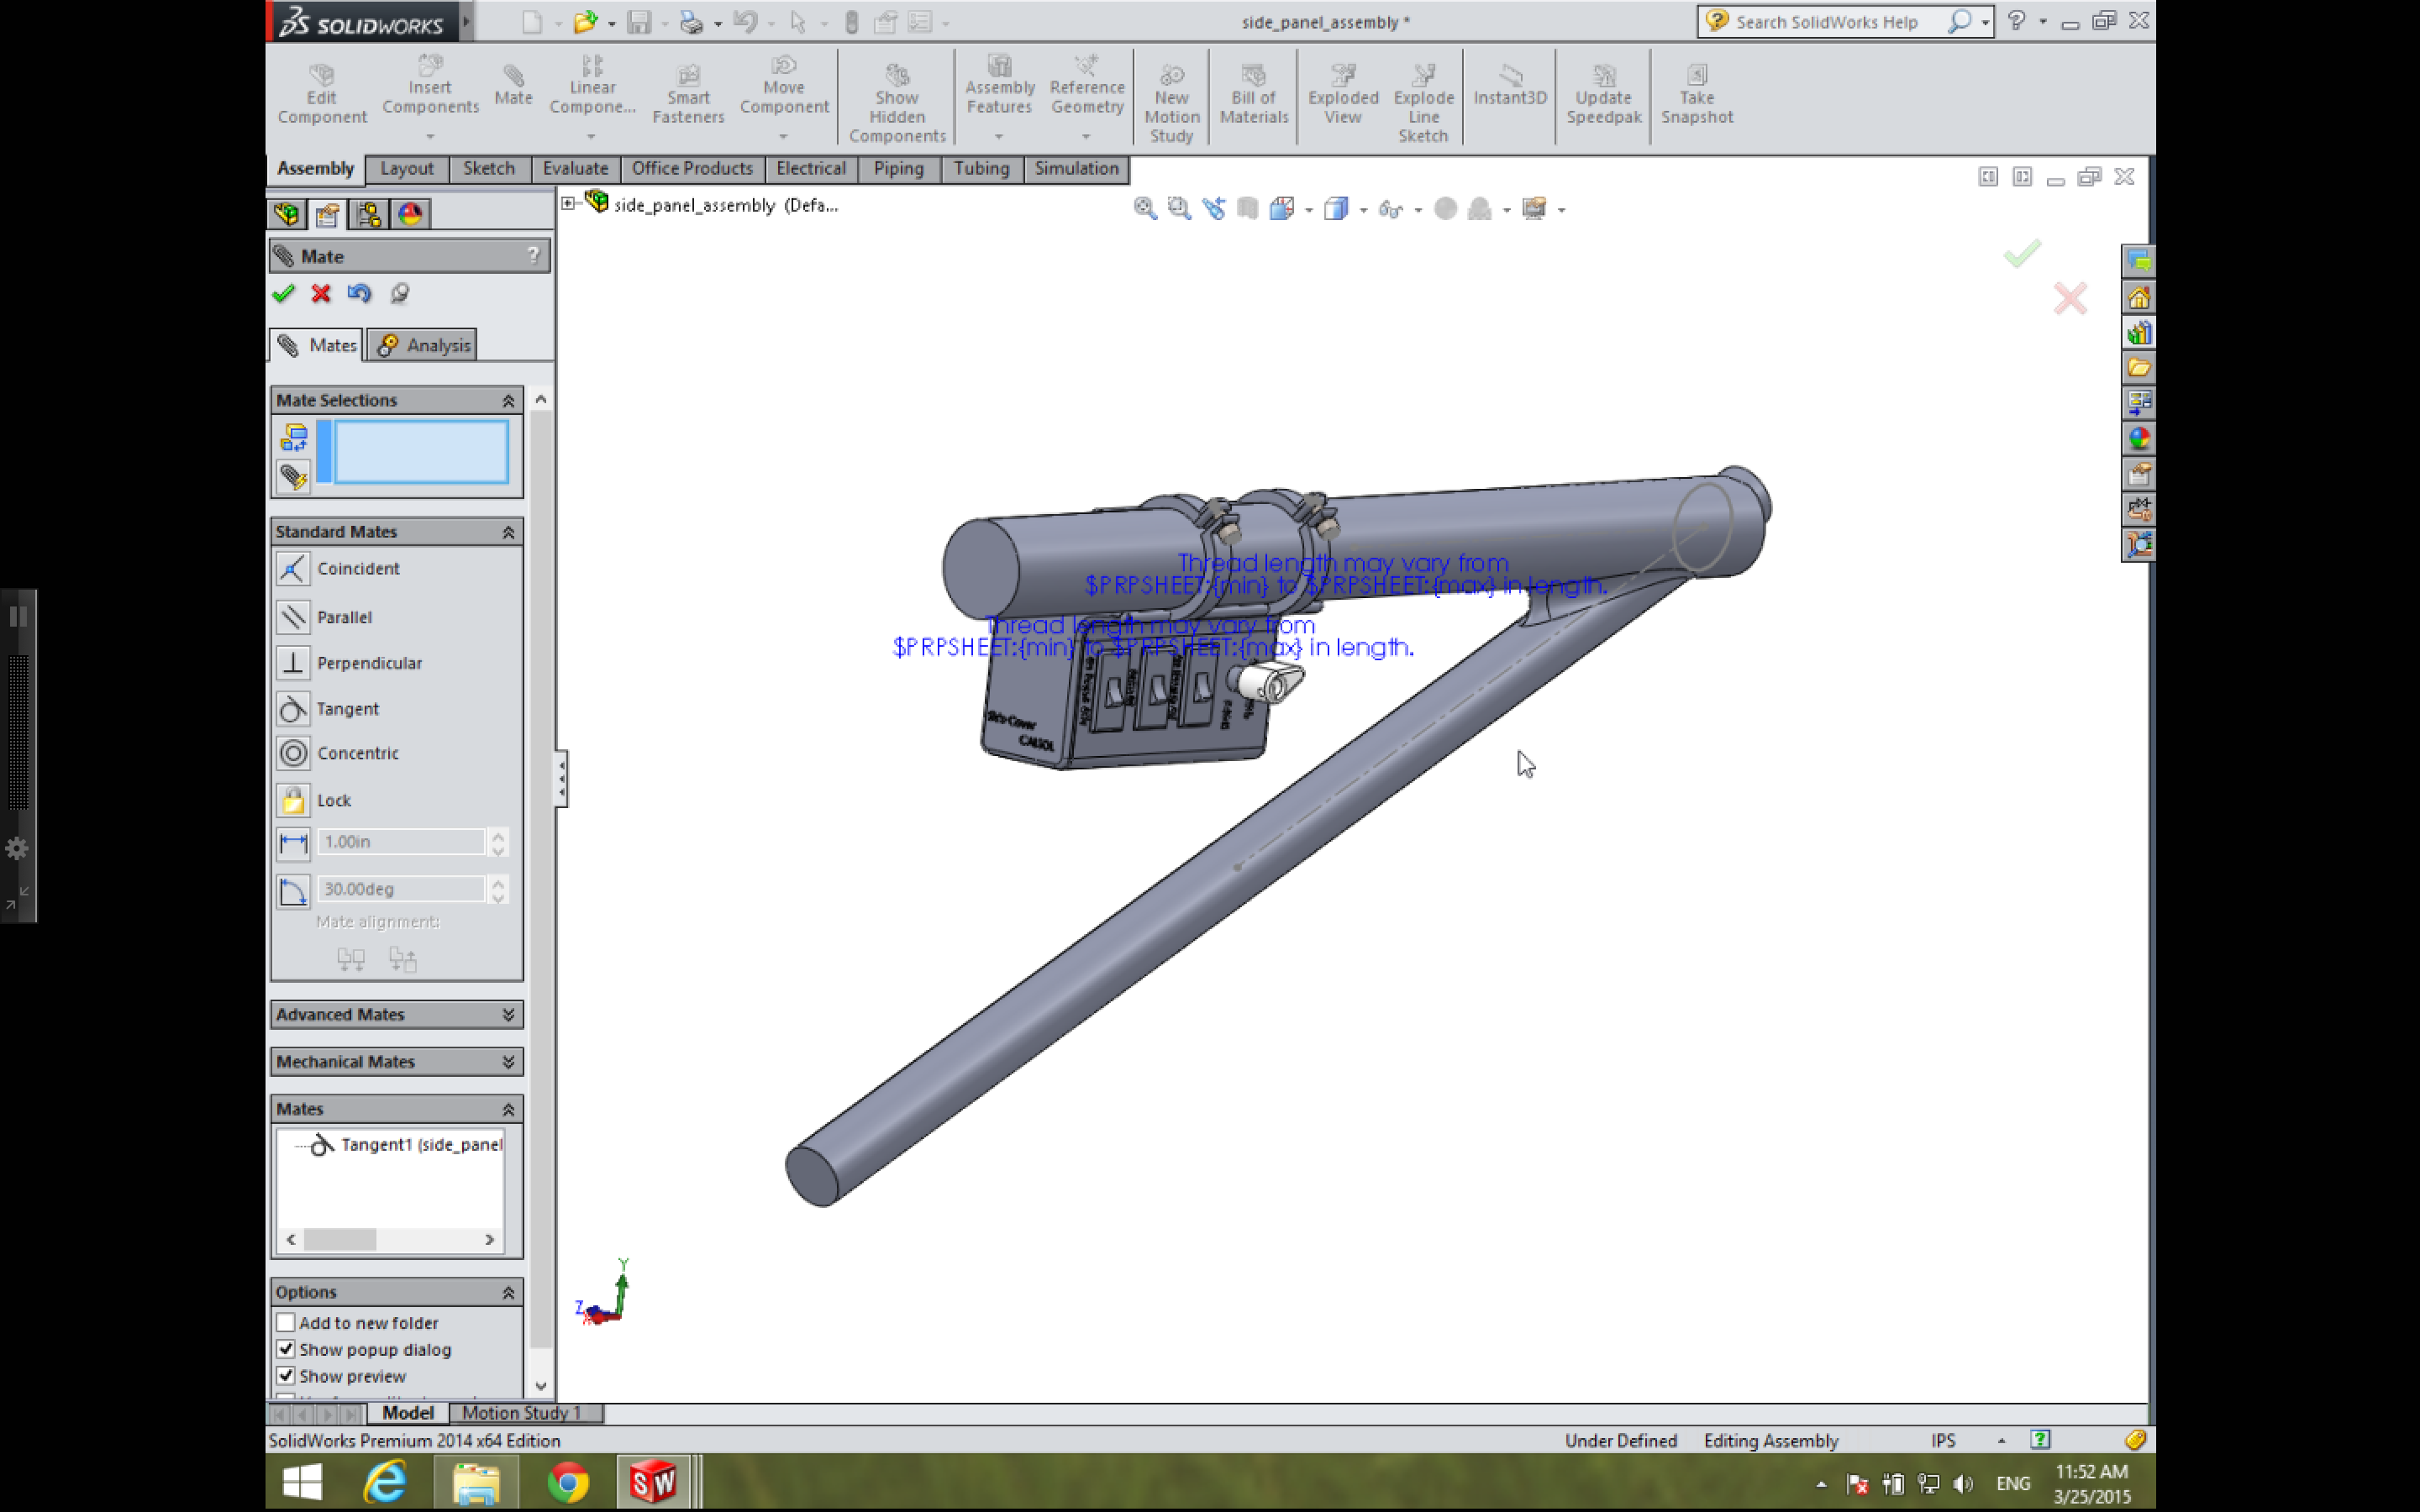 SOLIDWORKS
side_panel_assembly *
Search SolidWorks Help
Edit Component
Insert Components
Mate
Linear Compone...
Smart Fasteners
Move Component
Show Hidden Components
Assembly Features
Reference Geometry
New Motion Study
Bill of Materials
Exploded View
Explode Line Sketch
Instant3D
Update Speedpak
Take Snapshot
Assembly
Layout
Sketch
Evaluate
Office Products
Electrical
Piping
Tubing
Simulation
side_panel_assembly (Defa...
Mate
?
Mates
Analysis
Mate Selections
Standard Mates
Coincident
Parallel
Perpendicular
Tangent
Concentric
Lock
1.00in
30.00deg
Mate alignment:
Advanced Mates
Mechanical Mates
Mates
Tangent1 (side_panel
Options
Add to new folder
Show popup dialog
Show preview
Thread length may vary from
$PRPSHEET:{min} to $PRPSHEET:{max} in length.
Thread length may vary from
$PRPSHEET:{min} to $PRPSHEET:{max} in length.
CALSOL
Y
Z
Model
Motion Study 1
SolidWorks Premium 2014 x64 Edition
Under Defined
Editing Assembly
IPS
ENG
11:52 AM
3/25/2015